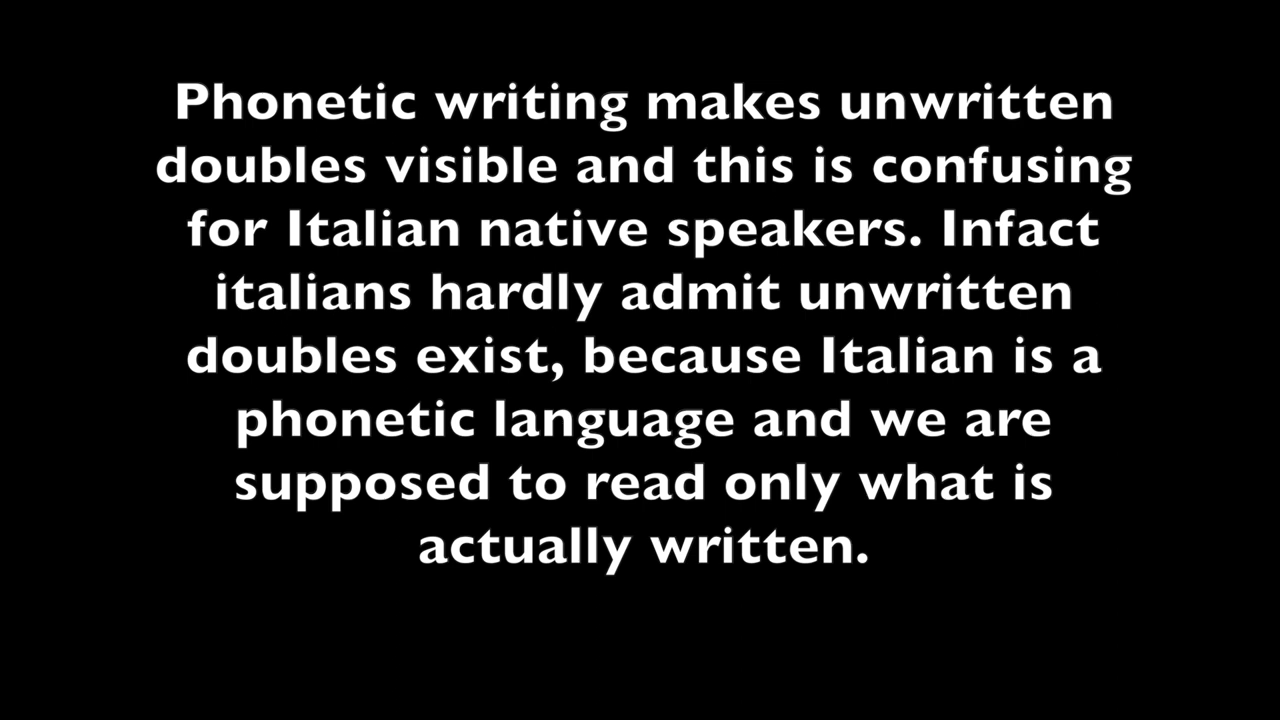 Phonetic writing makes unwritten
doubles visible and this is confusing
for Italian native speakers. Infact
italians hardly admit unwritten
doubles exist, because Italian is a
phonetic language and we are
supposed to read only what is
actually written.